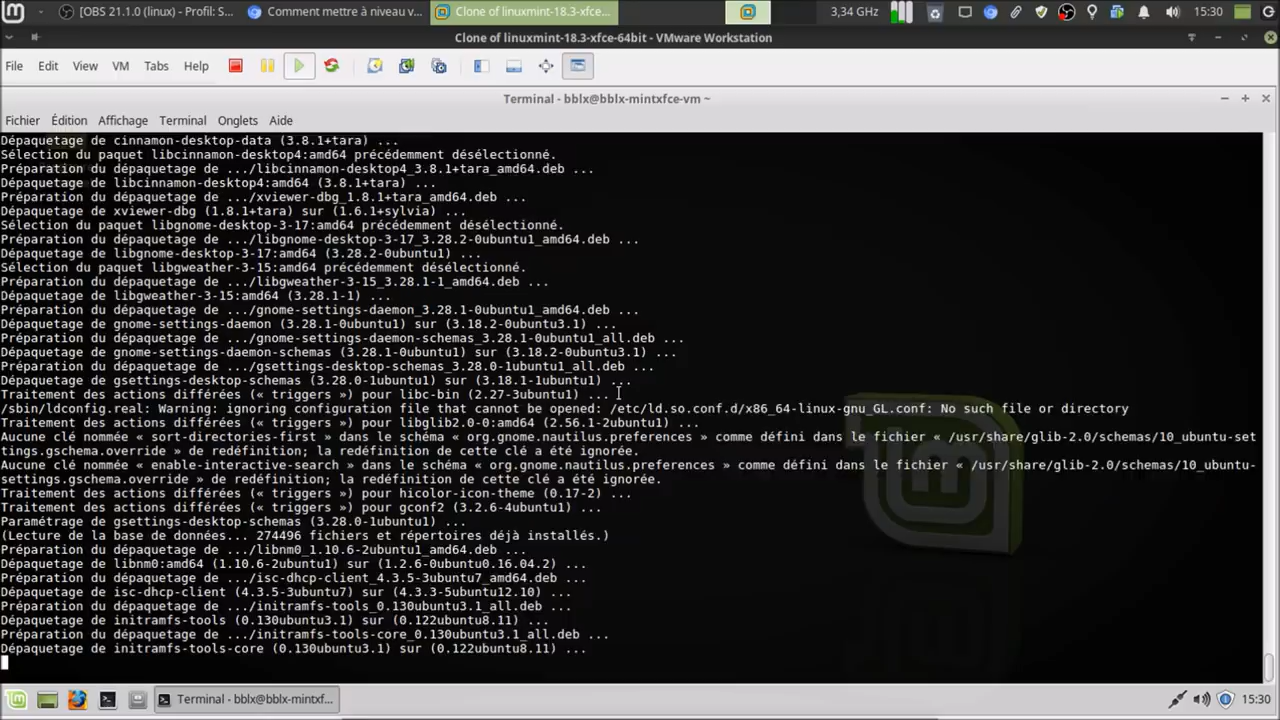 [OBS 21.1.0 (linux) - Profil: S...
Comment mettre à niveau v...
Clone of linuxmint-18.3-xfce...
3,34 GHz
15:30
Clone of linuxmint-18.3-xfce-64bit - VMware Workstation
File Edit View VM Tabs Help
Terminal - bblx@bblx-mintxfce-vm ~
Fichier Édition Affichage Terminal Onglets Aide
Dépaquetage de cinnamon-desktop-data (3.8.1+tara) ...
Sélection du paquet libcinnamon-desktop4:amd64 précédemment désélectionné.
Préparation du dépaquetage de .../libcinnamon-desktop4_3.8.1+tara_amd64.deb ...
Dépaquetage de libcinnamon-desktop4:amd64 (3.8.1+tara) ...
Préparation du dépaquetage de .../xviewer-dbg_1.8.1+tara_amd64.deb ...
Dépaquetage de xviewer-dbg (1.8.1+tara) sur (1.6.1+sylvia) ...
Sélection du paquet libgnome-desktop-3-17:amd64 précédemment désélectionné.
Préparation du dépaquetage de .../libgnome-desktop-3-17_3.28.2-0ubuntu1_amd64.deb ...
Dépaquetage de libgnome-desktop-3-17:amd64 (3.28.2-0ubuntu1) ...
Sélection du paquet libgweather-3-15:amd64 précédemment désélectionné.
Préparation du dépaquetage de .../libgweather-3-15_3.28.1-1_amd64.deb ...
Dépaquetage de libgweather-3-15:amd64 (3.28.1-1) ...
Préparation du dépaquetage de .../gnome-settings-daemon_3.28.1-0ubuntu1_amd64.deb ...
Dépaquetage de gnome-settings-daemon (3.28.1-0ubuntu1) sur (3.18.2-0ubuntu3.1) ...
Préparation du dépaquetage de .../gnome-settings-daemon-schemas_3.28.1-0ubuntu1_all.deb ...
Dépaquetage de gnome-settings-daemon-schemas (3.28.1-0ubuntu1) sur (3.18.2-0ubuntu3.1) ...
Préparation du dépaquetage de .../gsettings-desktop-schemas_3.28.0-1ubuntu1_all.deb ...
Dépaquetage de gsettings-desktop-schemas (3.28.0-1ubuntu1) sur (3.18.1-1ubuntu1) ...
Traitement des actions différées (« triggers ») pour libc-bin (2.27-3ubuntu1) ...
/sbin/ldconfig.real: Warning: ignoring configuration file that cannot be opened: /etc/ld.so.conf.d/x86_64-linux-gnu_GL.conf: No such file or directory
Traitement des actions différées (« triggers ») pour libglib2.0-0:amd64 (2.56.1-2ubuntu1) ...
Aucune clé nommée « sort-directories-first » dans le schéma « org.gnome.nautilus.preferences » comme défini dans le fichier « /usr/share/glib-2.0/schemas/10_ubuntu-set
tings.gschema.override » de redéfinition; la redéfinition de cette clé a été ignorée.
Aucune clé nommée « enable-interactive-search » dans le schéma « org.gnome.nautilus.preferences » comme défini dans le fichier « /usr/share/glib-2.0/schemas/10_ubuntu-
settings.gschema.override » de redéfinition; la redéfinition de cette clé a été ignorée.
Traitement des actions différées (« triggers ») pour hicolor-icon-theme (0.17-2) ...
Traitement des actions différées (« triggers ») pour gconf2 (3.2.6-4ubuntu1) ...
Paramétrage de gsettings-desktop-schemas (3.28.0-1ubuntu1) ...
(Lecture de la base de données... 274496 fichiers et répertoires déjà installés.)
Préparation du dépaquetage de .../libnm0_1.10.6-2ubuntu1_amd64.deb ...
Dépaquetage de libnm0:amd64 (1.10.6-2ubuntu1) sur (1.2.6-0ubuntu0.16.04.2) ...
Préparation du dépaquetage de .../isc-dhcp-client_4.3.5-3ubuntu7_amd64.deb ...
Dépaquetage de isc-dhcp-client (4.3.5-3ubuntu7) sur (4.3.3-5ubuntu12.10) ...
Préparation du dépaquetage de .../initramfs-tools_0.130ubuntu3.1_all.deb ...
Dépaquetage de initramfs-tools (0.130ubuntu3.1) sur (0.122ubuntu8.11) ...
Préparation du dépaquetage de .../initramfs-tools-core_0.130ubuntu3.1_all.deb ...
Dépaquetage de initramfs-tools-core (0.130ubuntu3.1) sur (0.122ubuntu8.11) ...
Terminal - bblx@bblx-mintxf...
15:30